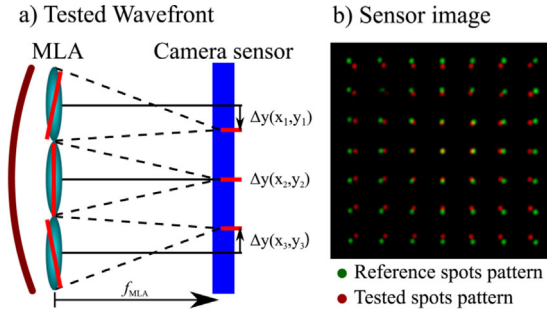 a) Tested Wavefront
MLA
Camera sensor
Δy(x₁,y₁)
Δy(x₂,y₂)
Δy(x₃,y₃)
f_MLA
b) Sensor image
Reference spots pattern
Tested spots pattern